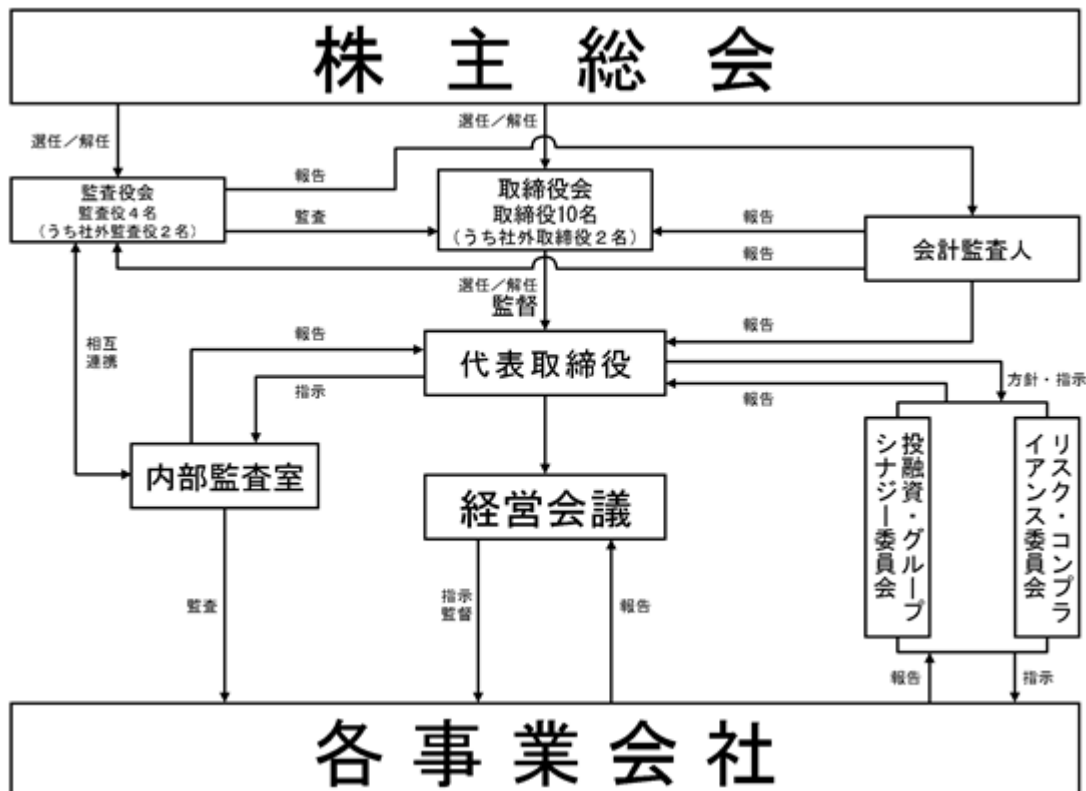 株主総会
選任／解任
選任／解任
監査役会
監査役４名
（うち社外監査役２名）
報告
監査
取締役会
取締役10名
（うち社外取締役２名）
報告
報告
会計監査人
選任／解任
監督
相互
連携
報告
指示
代表取締役
報告
報告
方針・指示
内部監査室
経営会議
投融資・グループ
シナジー委員会
リスク・コンプラ
イアンス委員会
監査
指示
監督
報告
報告
指示
各事業会社